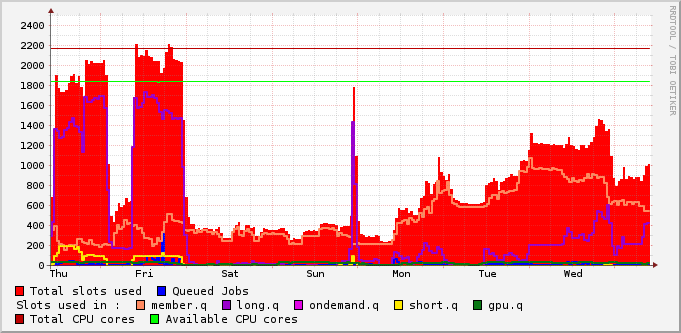 2400
2200
2000
1800
1600
1400
1200
1000
800
600
400
200
0
Thu Fri Sat Sun Mon Tue Wed
RRDTOOL / TOBI OETIKER
Total slots used Queued Jobs
Slots used in : member.q long.q ondemand.q short.q gpu.q
Total CPU cores Available CPU cores